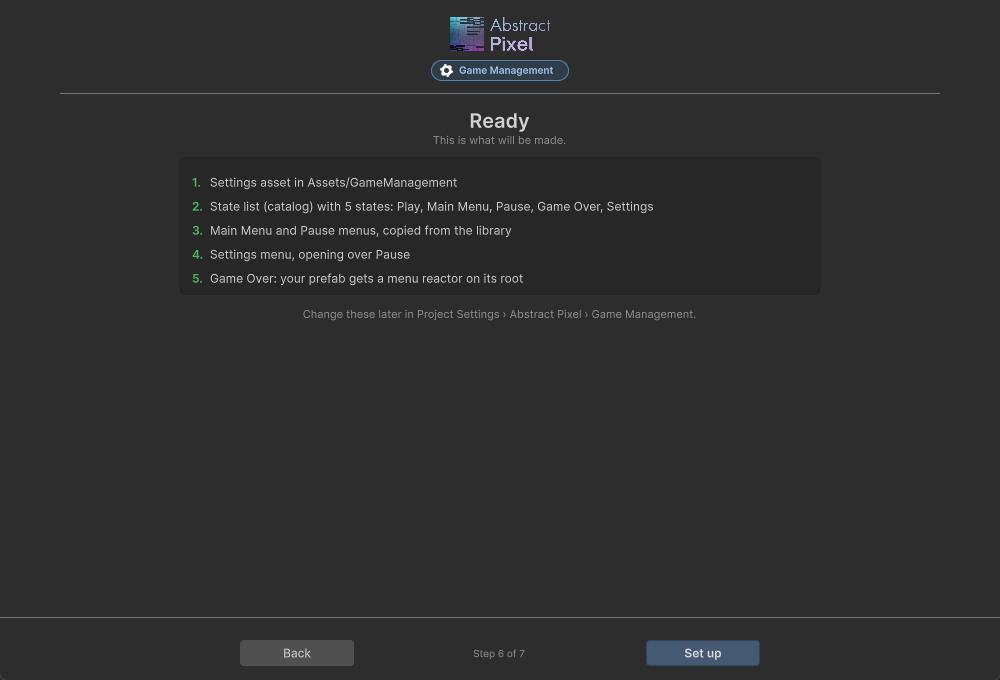 Abstract
Pixel
Game Management
Ready
This is what will be made.
1. Settings asset in Assets/GameManagement
2. State list (catalog) with 5 states: Play, Main Menu, Pause, Game Over, Settings
3. Main Menu and Pause menus, copied from the library
4. Settings menu, opening over Pause
5. Game Over: your prefab gets a menu reactor on its root
Change these later in Project Settings › Abstract Pixel › Game Management.
Back
Step 6 of 7
Set up